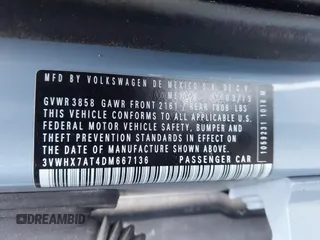 MFD BY VOLKSWAGEN DE MEXICO S.A. DE C.V.
GVWR 3858 GAWR FRONT 2161 / REAR 1808 LBS
THIS VEHICLE CONFORMS TO ALL APPLICABLE U.S.
FEDERAL MOTOR VEHICLE SAFETY, BUMPER AND
THEFT PREVENTION STANDARDS IN EFFECT ON
THE DATE OF MANUFACTURE SHOWN ABOVE
3VWHX7AT4DM667136 PASSENGER CAR
DREAMBID